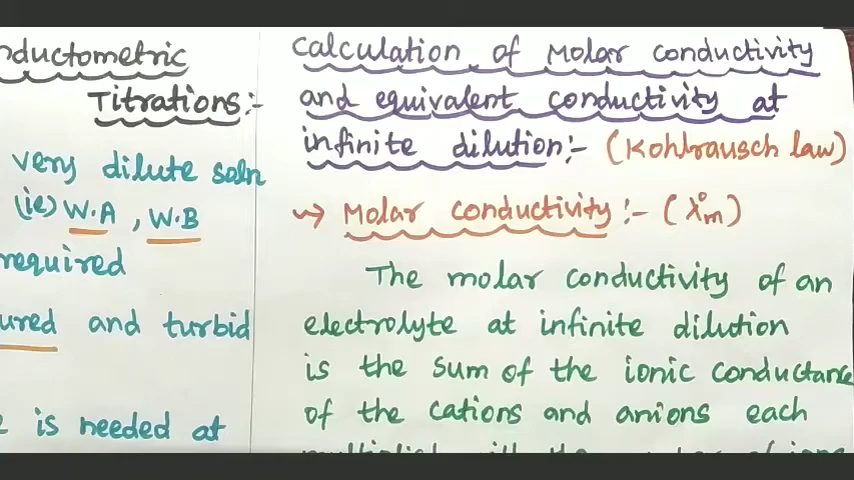 nductometric
Titrations:-
very dilute soln
(ie) W.A , W.B
required
ured and turbid
e is needed at
Calculation of Molar conductivity
and equivalent conductivity at
infinite dilution:- (Kohlrausch law)
→ Molar conductivity :- (λ°m)
The molar conductivity of an
electrolyte at infinite dilution
is the sum of the ionic conductance
of the cations and anions each